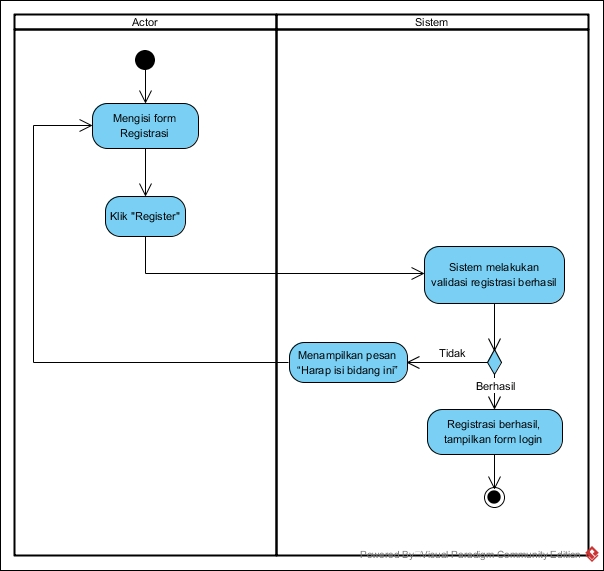 Actor
Sistem
Mengisi form
Registrasi
Klik "Register"
Sistem melakukan
validasi registrasi berhasil
Tidak
Menampilkan pesan
“Harap isi bidang ini”
Berhasil
Registrasi berhasil,
tampilkan form login
Powered By Visual Paradigm Community Edition